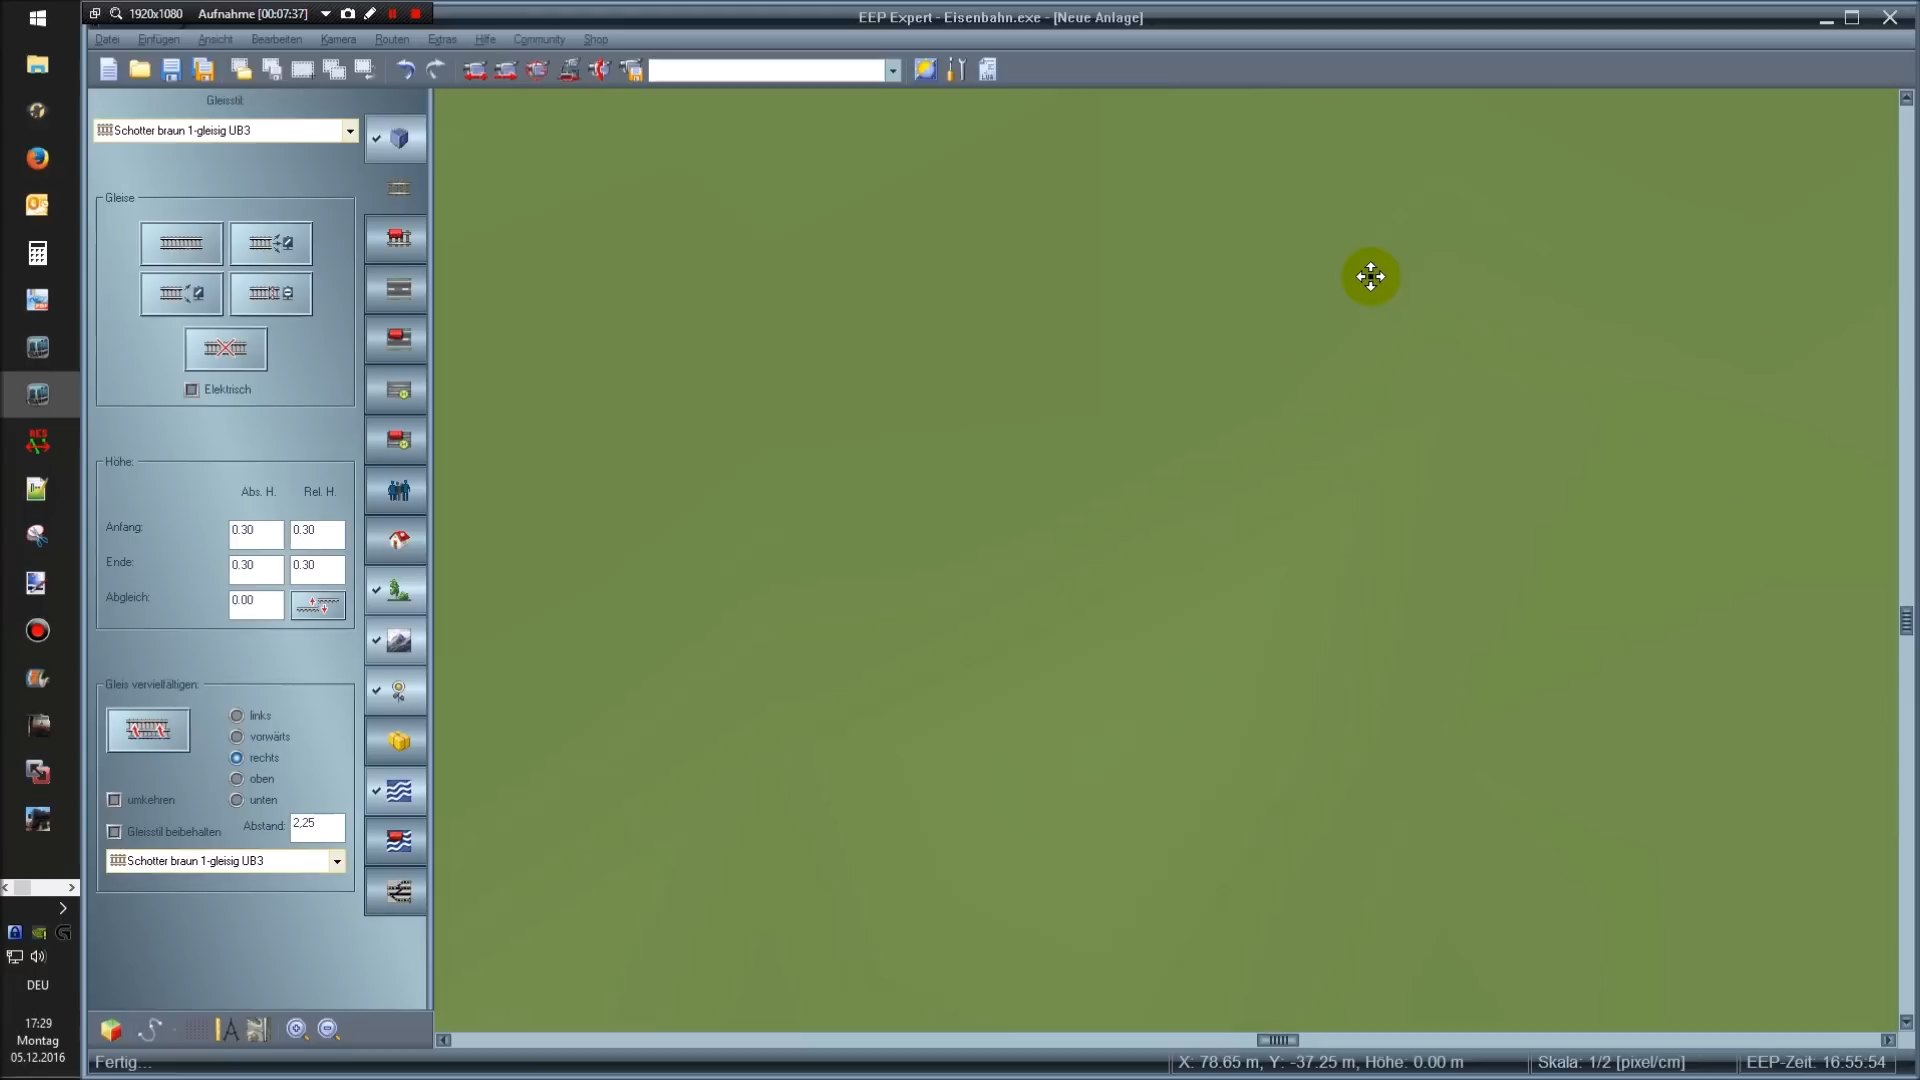 1920x1080 Aufnahme [00:07:37]
EEP Expert - Eisenbahn.exe - [Neue Anlage]
Datei Einfügen Ansicht Bearbeiten Kamera Routen Extras Hilfe Community Shop
Gleisstil:
Schotter braun 1-gleisig UB3
Gleise
Elektrisch
Höhe:
Abs. H. Rel. H.
Anfang: 0.30 0.30
Ende: 0.30 0.30
Abgleich: 0.00
Gleis vervielfältigen:
links
vorwärts
rechts
oben
umkehren unten
Gleisstil beibehalten Abstand: 2,25
Schotter braun 1-gleisig UB3
DEU
17:29
Montag
05.12.2016
Fertig...
X: 78.65 m, Y: -37.25 m, Höhe: 0.00 m
Skala: 1/2 [pixel/cm]
EEP-Zeit: 16:55:54